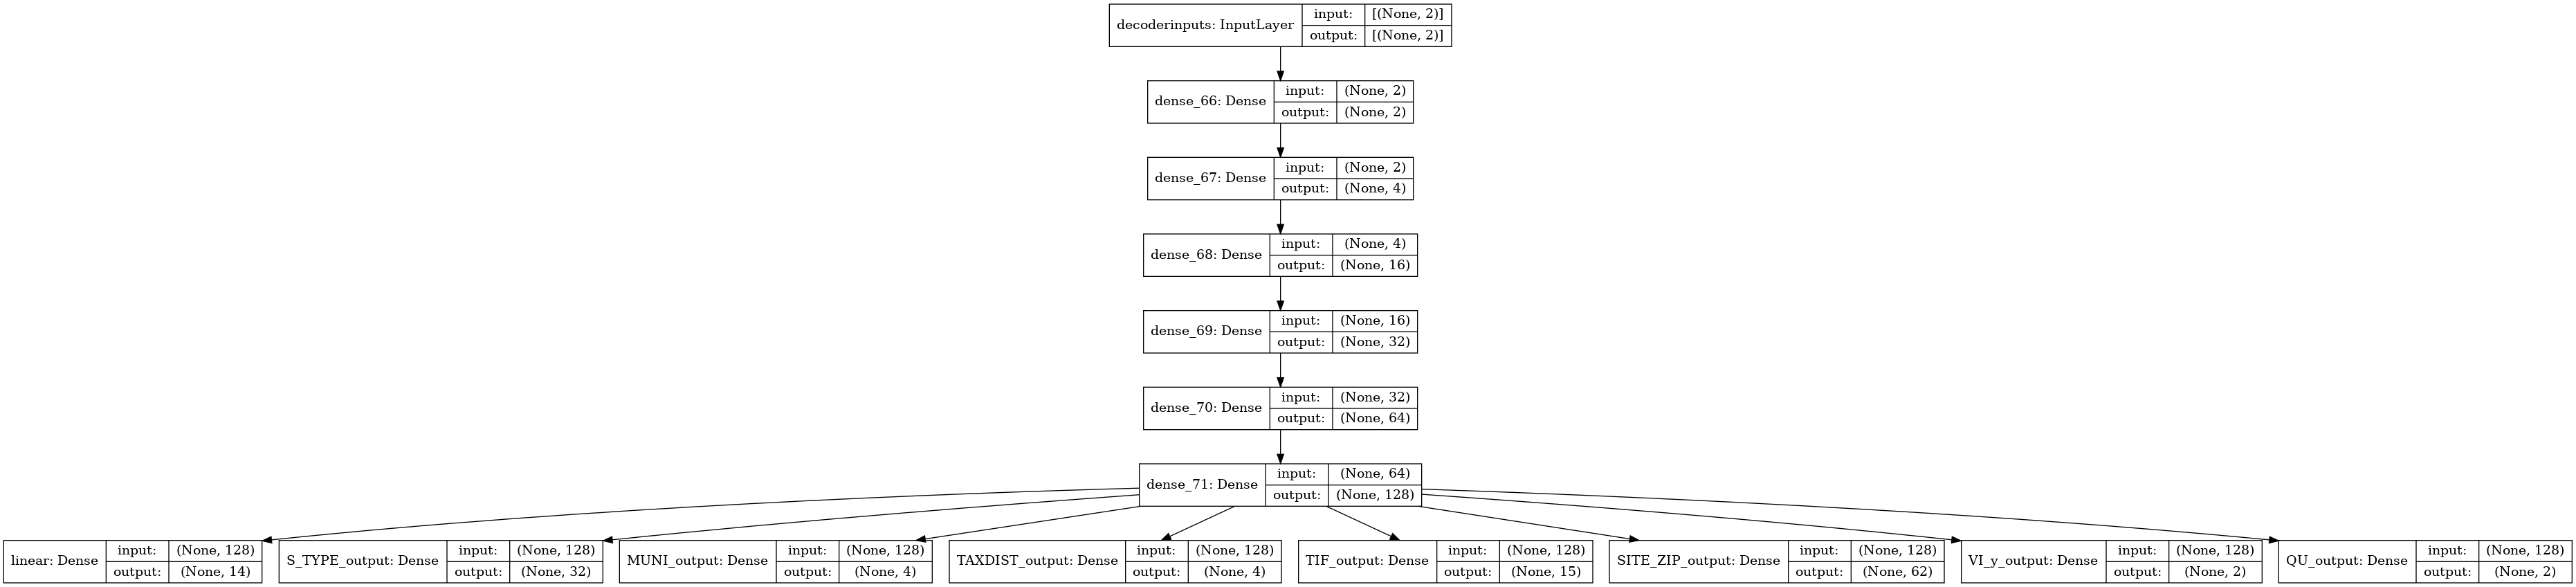 decoderinputs: InputLayer
input: [(None, 2)]
output: [(None, 2)]
dense_66: Dense
input: (None, 2)
output: (None, 2)
dense_67: Dense
input: (None, 2)
output: (None, 4)
dense_68: Dense
input: (None, 4)
output: (None, 16)
dense_69: Dense
input: (None, 16)
output: (None, 32)
dense_70: Dense
input: (None, 32)
output: (None, 64)
dense_71: Dense
input: (None, 64)
output: (None, 128)
linear: Dense
input: (None, 128)
output: (None, 14)
S_TYPE_output: Dense
input: (None, 128)
output: (None, 32)
MUNI_output: Dense
input: (None, 128)
output: (None, 4)
TAXDIST_output: Dense
input: (None, 128)
output: (None, 4)
TIF_output: Dense
input: (None, 128)
output: (None, 15)
SITE_ZIP_output: Dense
input: (None, 128)
output: (None, 62)
VI_y_output: Dense
input: (None, 128)
output: (None, 2)
QU_output: Dense
input: (None, 128)
output: (None, 2)